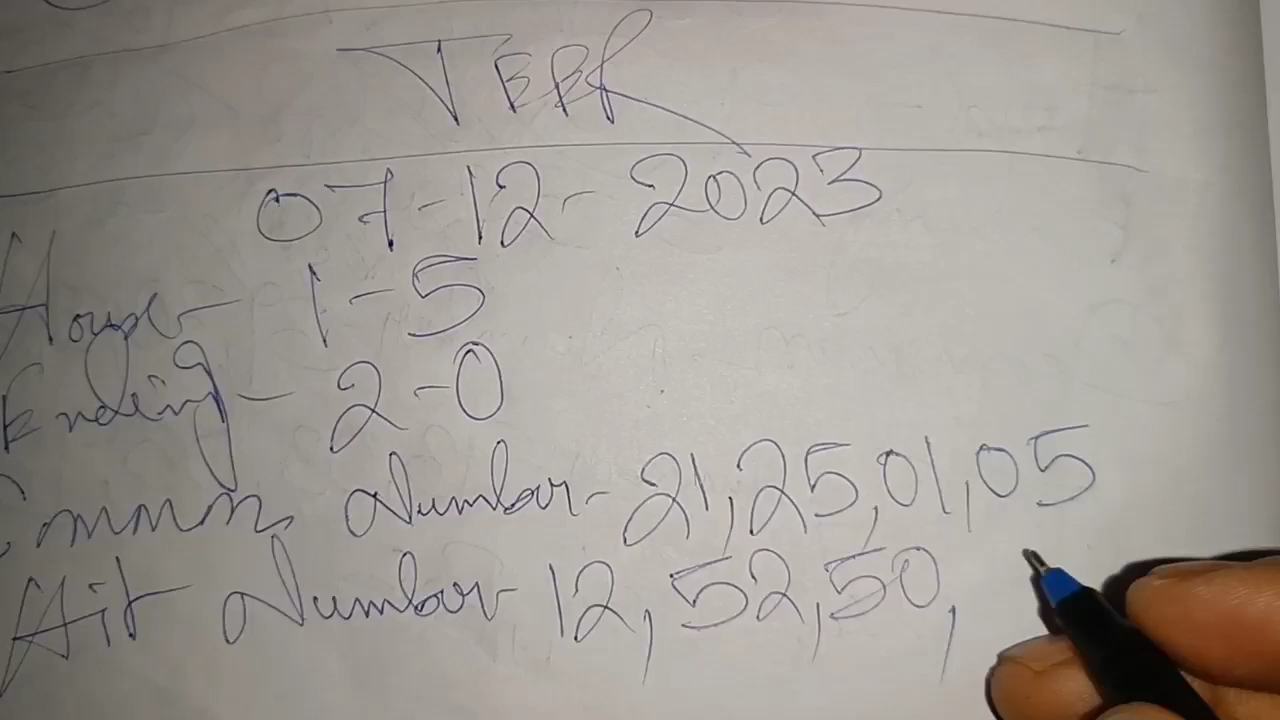 TEER
07-12-2023
House- 1-5
Ending- 2-0
Common Number- 21,25,01,05
Hit Number- 12,52,50,